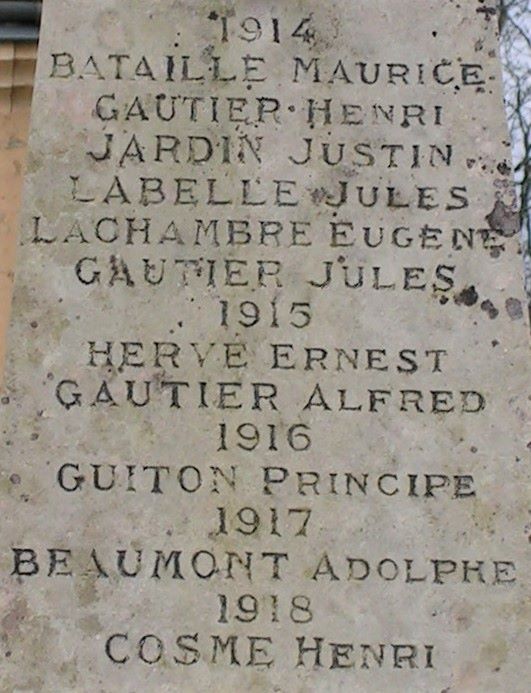 1914
BATAILLE MAURICE
GAUTIER HENRI
JARDIN JUSTIN
LABELLE JULES
LACHAMBRE EUGENE
GAUTIER JULES
1915
HERVE ERNEST
GAUTIER ALFRED
1916
GUITON PRINCIPE
1917
BEAUMONT ADOLPHE
1918
COSME HENRI